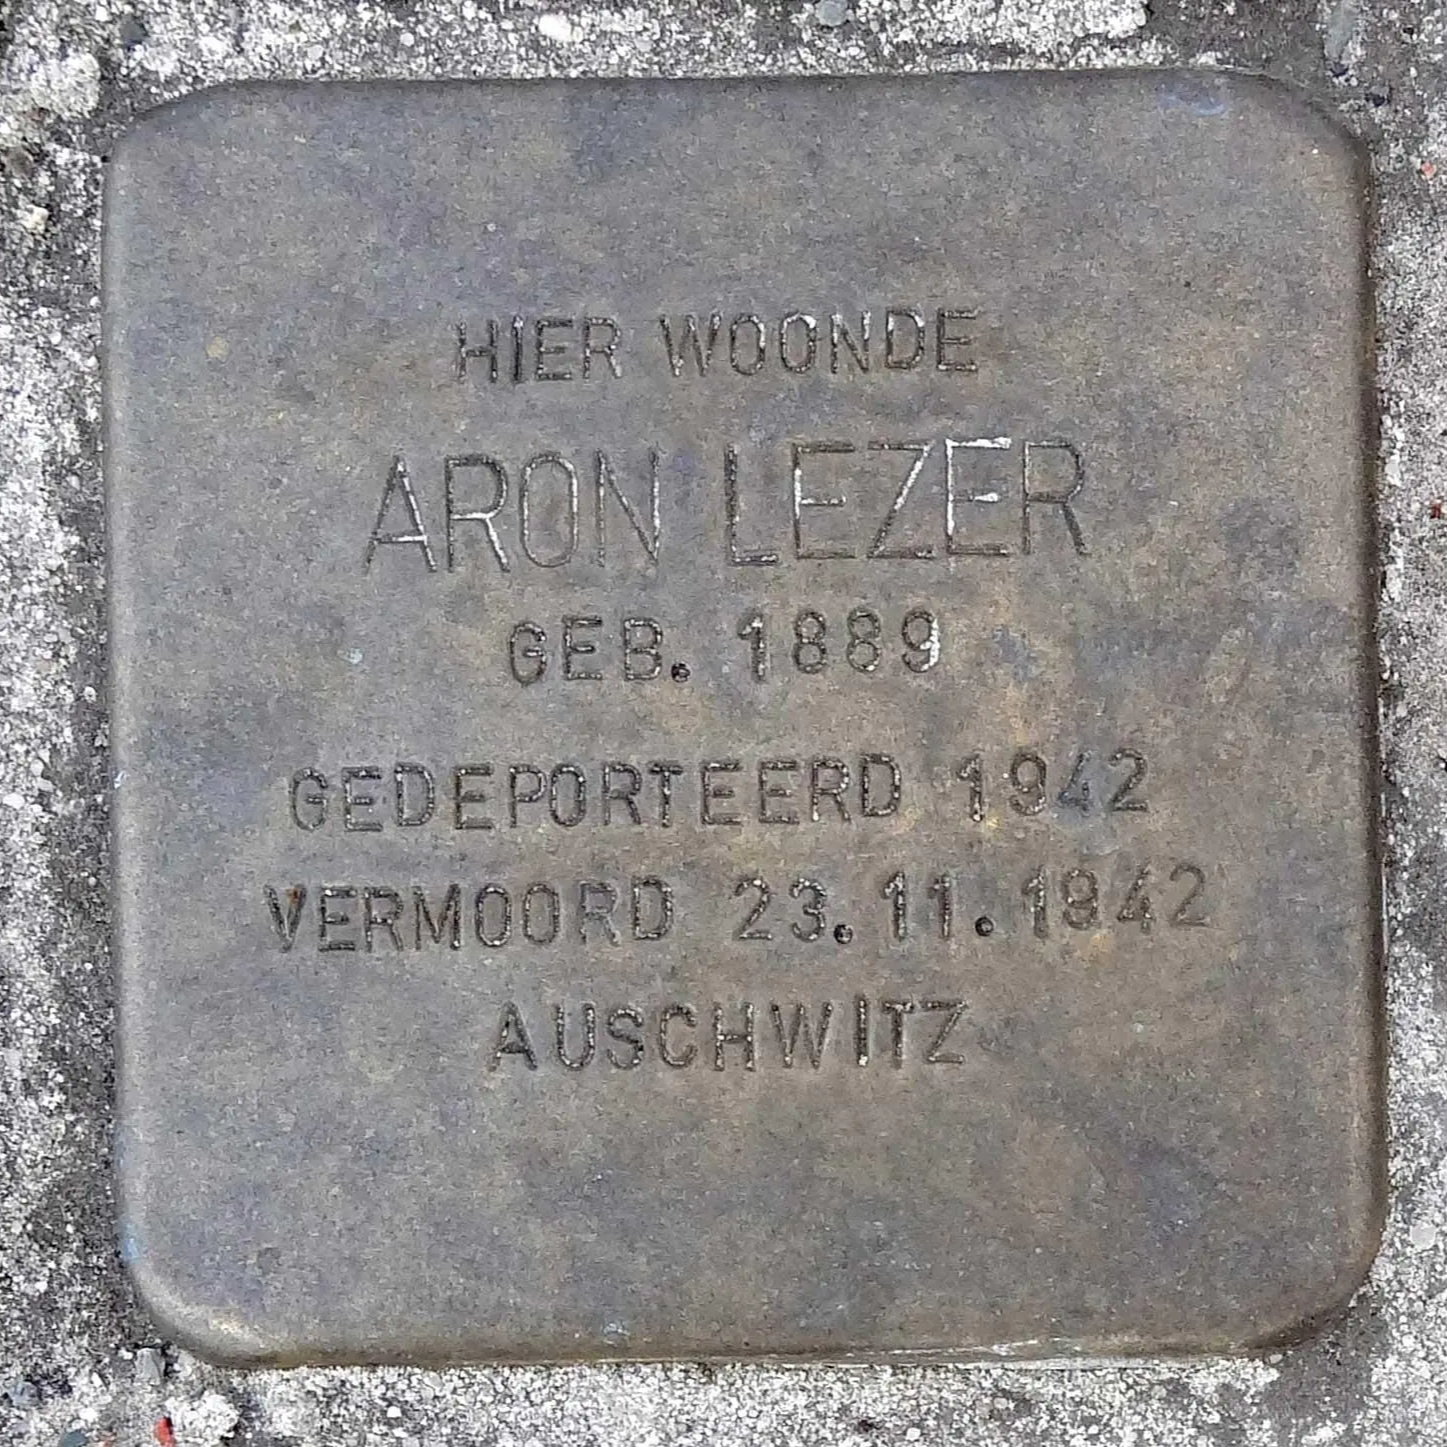 HIER WOONDE
ARON LEZER
GEB. 1889
GEDEPORTEERD 1942
VERMOORD 23.11.1942
AUSCHWITZ